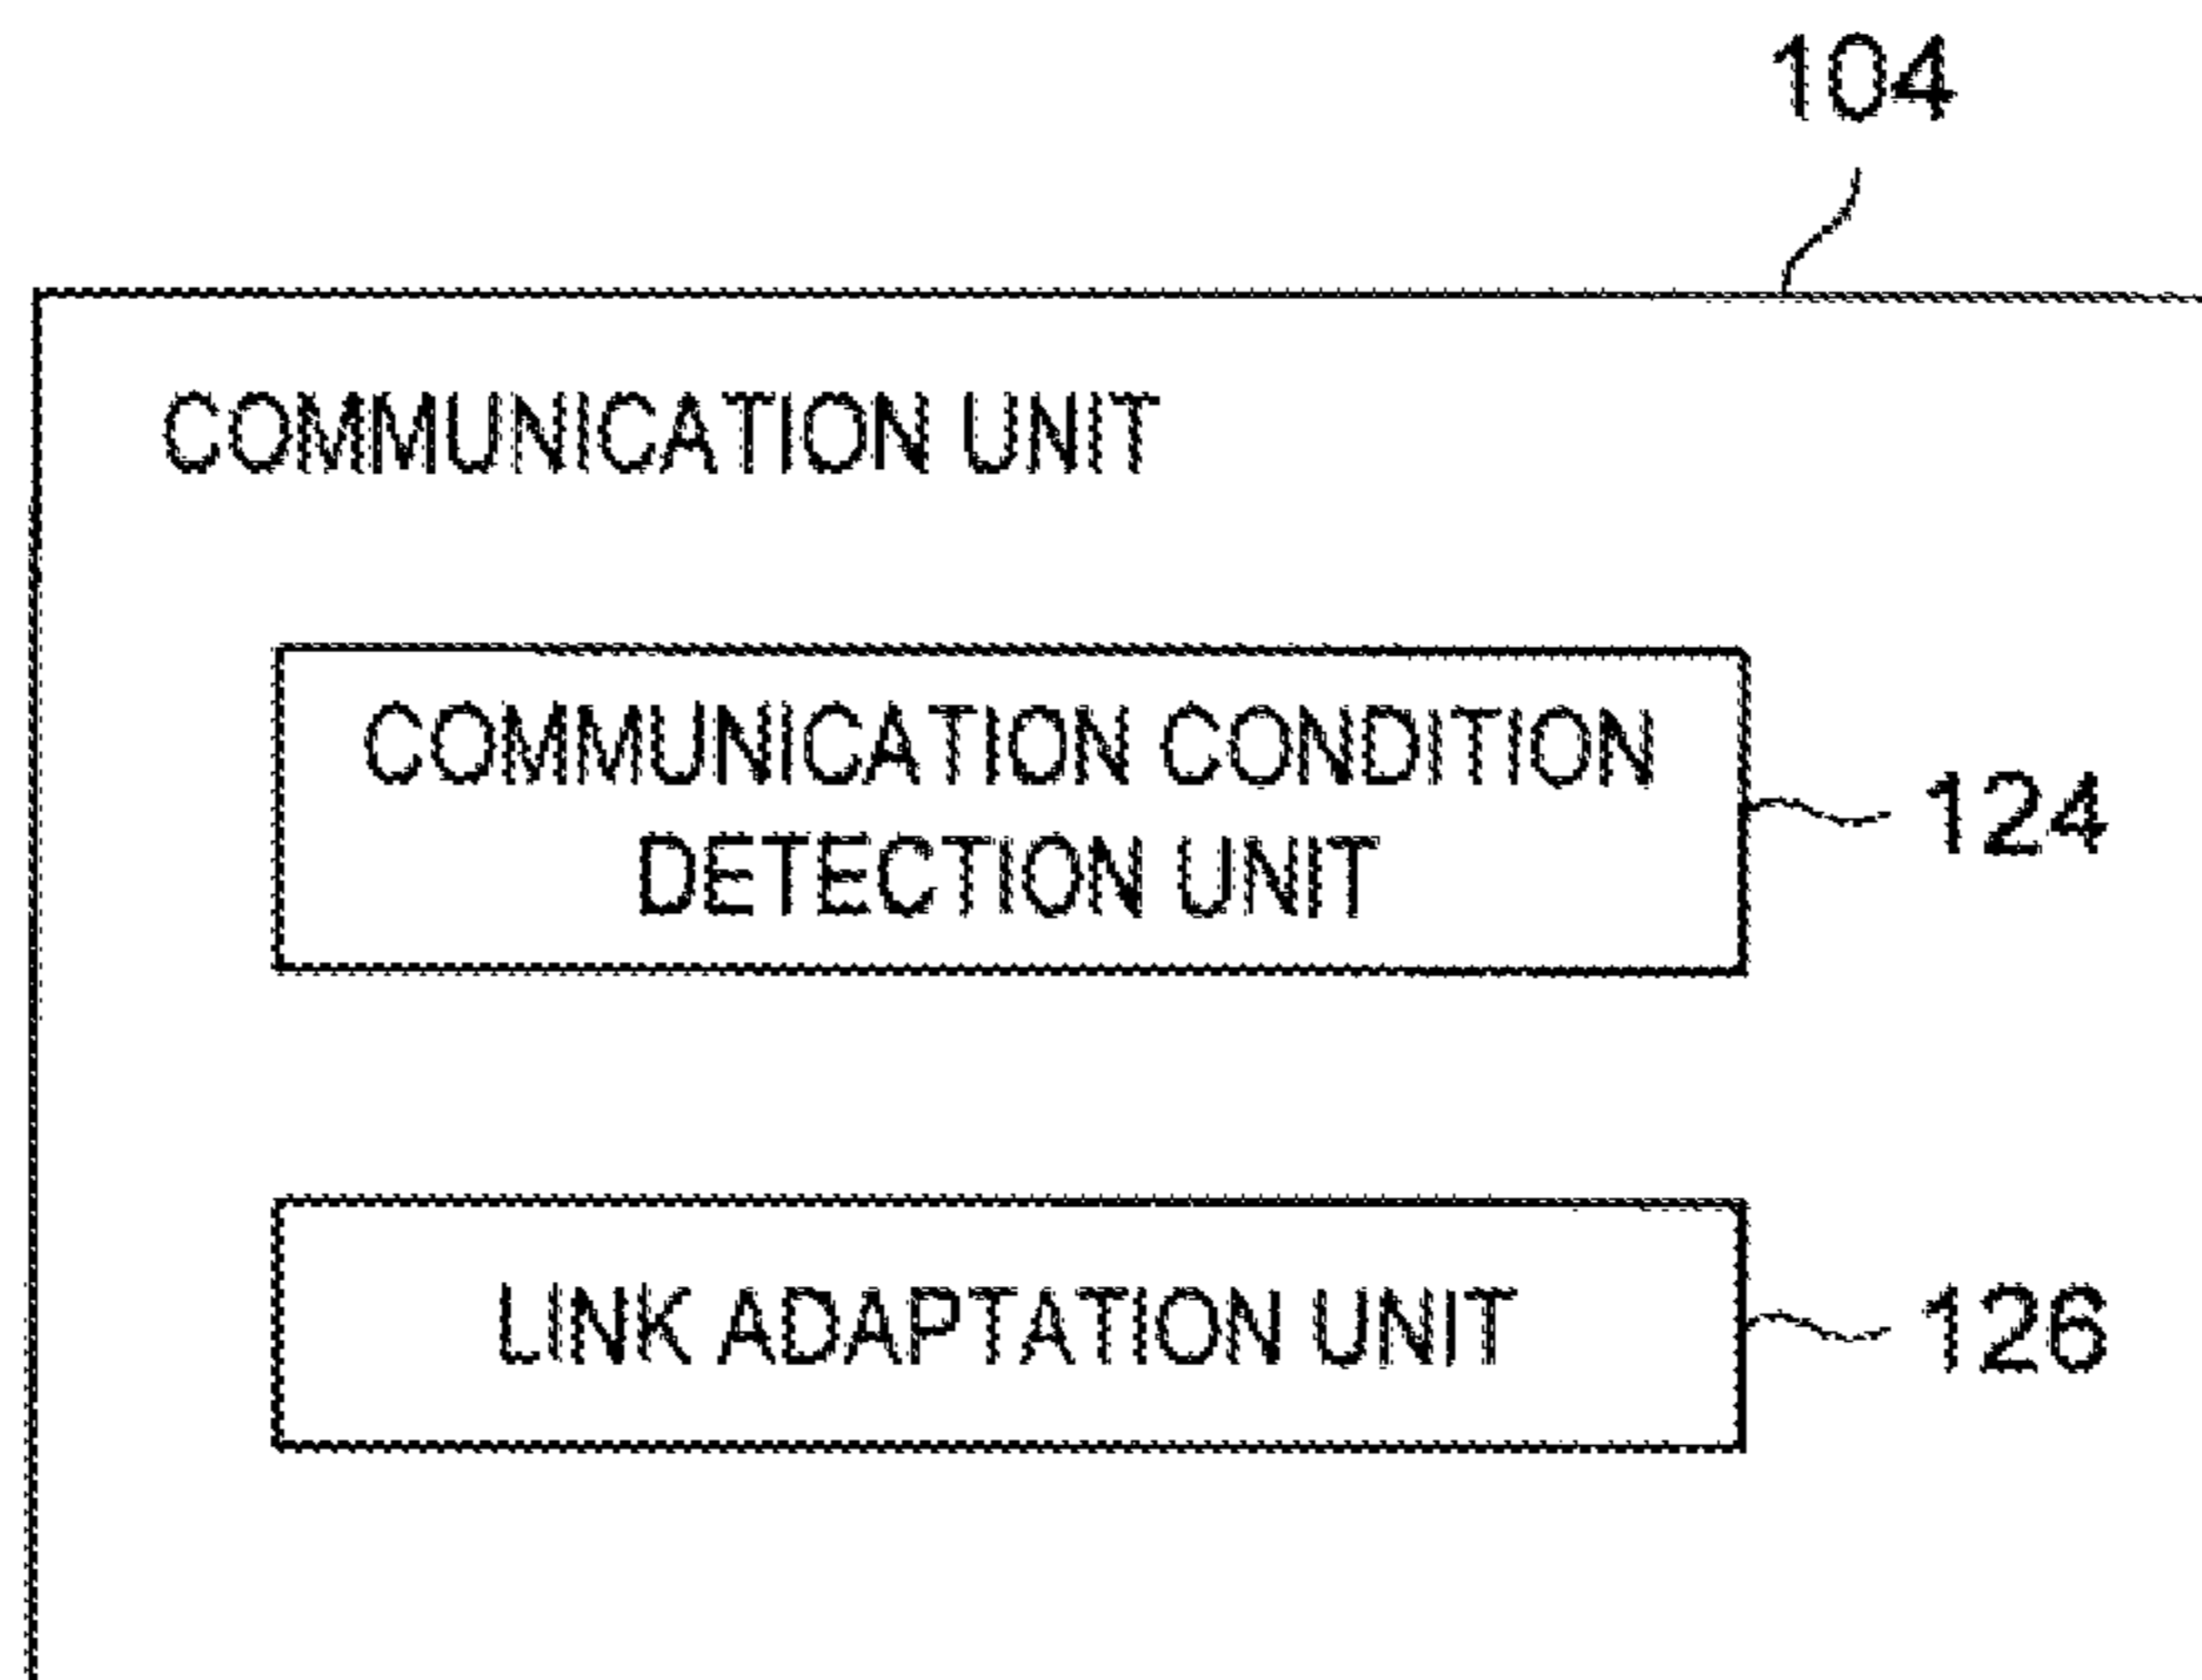 104
COMMUNICATION UNIT
COMMUNICATION CONDITION
DETECTION UNIT
124
LINK ADAPTATION UNIT
126